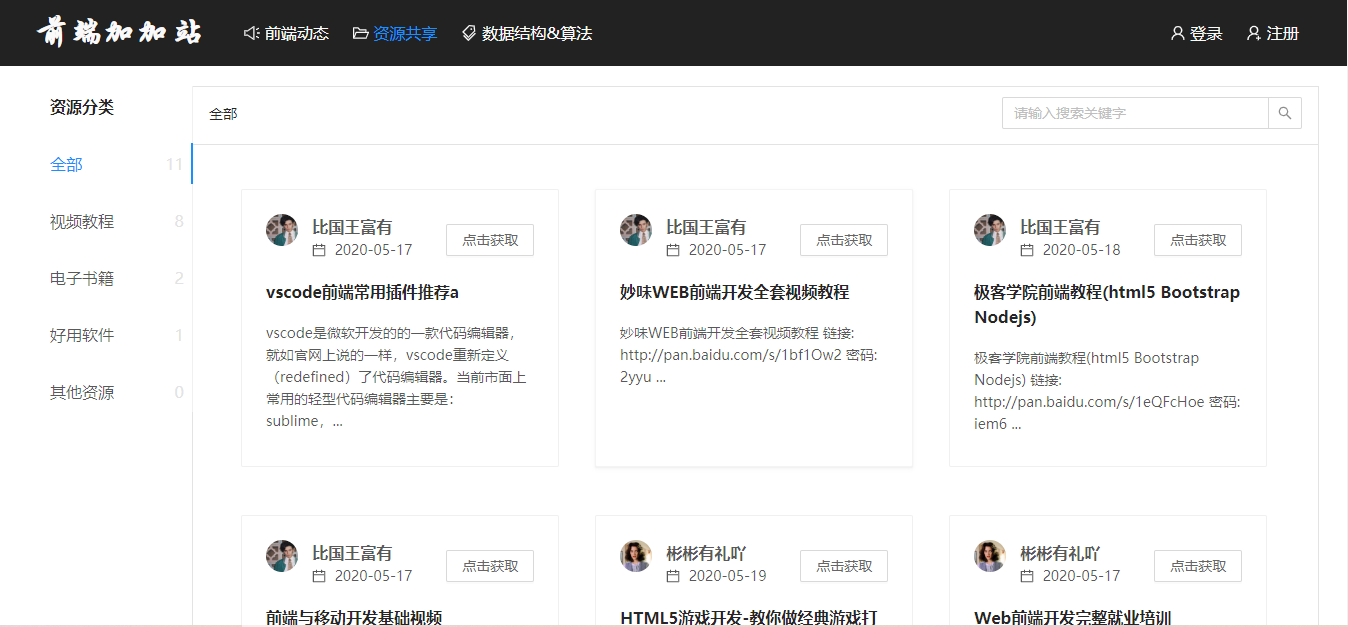 前端加加站
前端动态 资源共享 数据结构&算法 登录 注册
资源分类
全部 11
视频教程 8
电子书籍 2
好用软件 1
其他资源 0
全部 请输入搜索关键字
比国王富有
2020-05-17
点击获取
vscode前端常用插件推荐a
vscode是微软开发的的一款代码编辑器，
就如官网上说的一样，vscode重新定义
（redefined）了代码编辑器。当前市面上
常用的轻型代码编辑器主要是：
sublime，...
比国王富有
2020-05-17
点击获取
妙味WEB前端开发全套视频教程
妙味WEB前端开发全套视频教程 链接:
http://pan.baidu.com/s/1bf1Ow2 密码:
2yyu ...
比国王富有
2020-05-18
点击获取
极客学院前端教程(html5 Bootstrap
Nodejs)
极客学院前端教程(html5 Bootstrap
Nodejs) 链接:
http://pan.baidu.com/s/1eQFcHoe 密码:
iem6 ...
比国王富有
2020-05-17
点击获取
前端与移动开发基础视频
彬彬有礼吖
2020-05-19
点击获取
HTML5游戏开发-教你做经典游戏打
彬彬有礼吖
2020-05-17
点击获取
Web前端开发完整就业培训